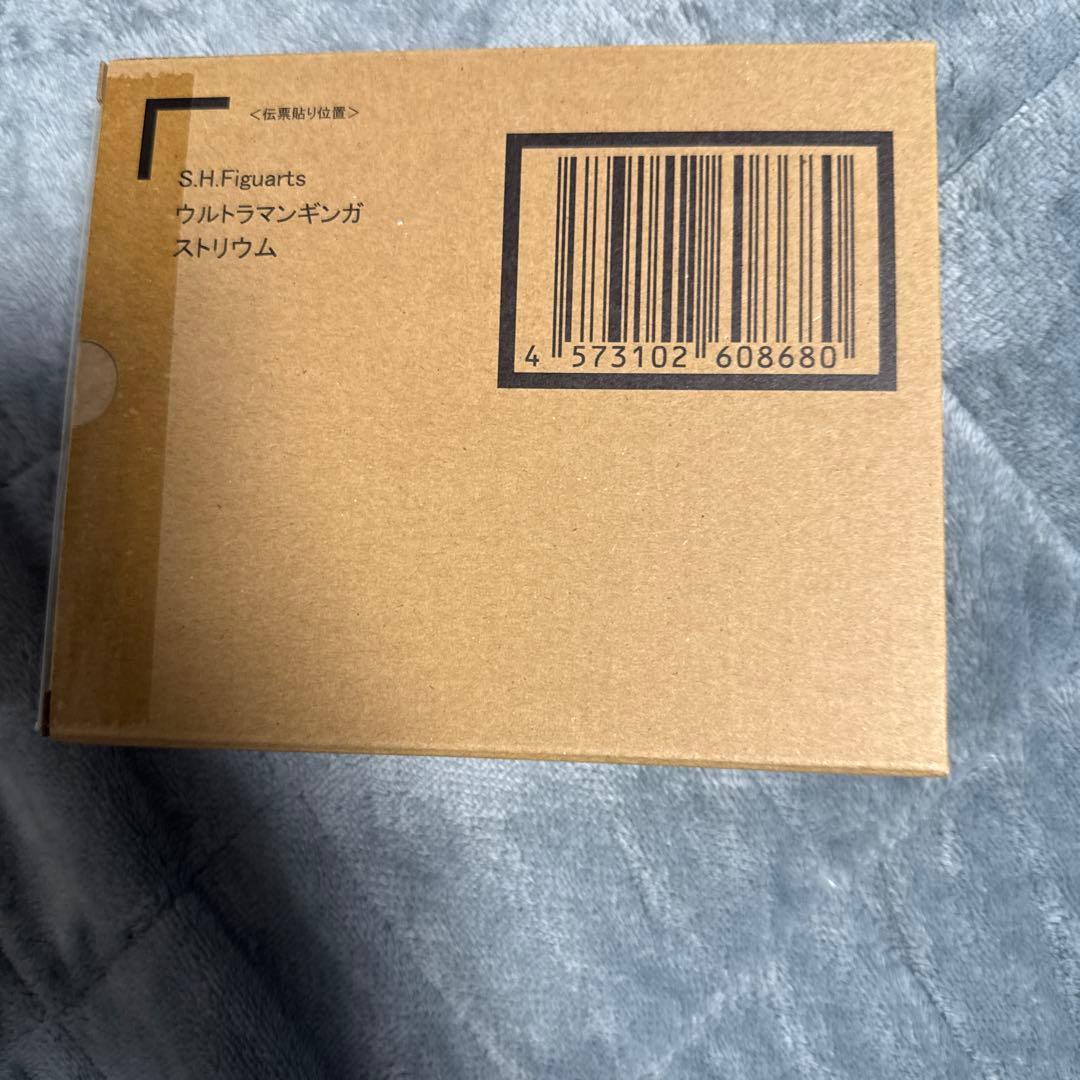 <伝票貼り位置>
S.H.Figuarts
ウルトラマンギンガ
ストリウム
4 573102 608680